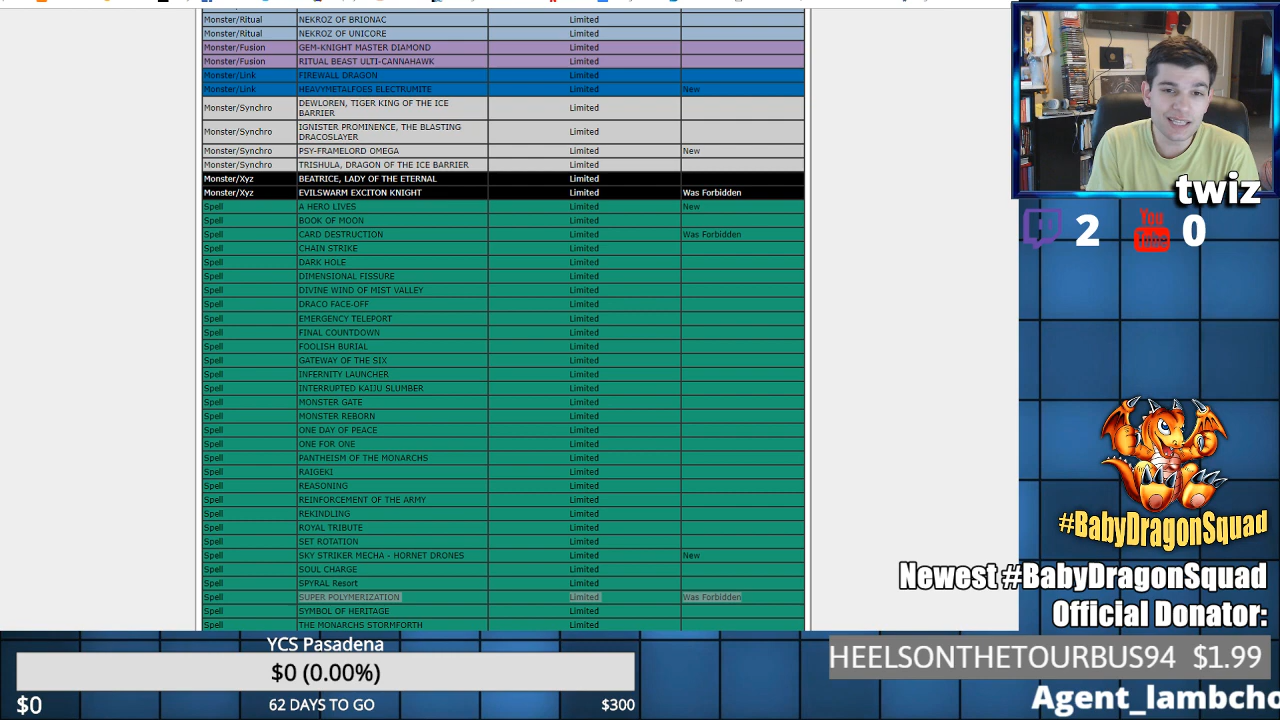 Monster/Ritual NEKROZ OF BRIONAC Limited
Monster/Ritual NEKROZ OF UNICORE Limited
Monster/Fusion GEM-KNIGHT MASTER DIAMOND Limited
Monster/Fusion RITUAL BEAST ULTI-CANNAHAWK Limited
Monster/Link FIREWALL DRAGON Limited
Monster/Link HEAVYMETALFOES ELECTRUMITE Limited New
Monster/Synchro DEWLOREN, TIGER KING OF THE ICE
BARRIER Limited
Monster/Synchro IGNISTER PROMINENCE, THE BLASTING
DRACOSLAYER Limited
Monster/Synchro PSY-FRAMELORD OMEGA Limited New
Monster/Synchro TRISHULA, DRAGON OF THE ICE BARRIER Limited
Monster/Xyz BEATRICE, LADY OF THE ETERNAL Limited
Monster/Xyz EVILSWARM EXCITON KNIGHT Limited Was Forbidden
Spell A HERO LIVES Limited New
Spell BOOK OF MOON Limited
Spell CARD DESTRUCTION Limited Was Forbidden
Spell CHAIN STRIKE Limited
Spell DARK HOLE Limited
Spell DIMENSIONAL FISSURE Limited
Spell DIVINE WIND OF MIST VALLEY Limited
Spell DRACO FACE-OFF Limited
Spell EMERGENCY TELEPORT Limited
Spell FINAL COUNTDOWN Limited
Spell FOOLISH BURIAL Limited
Spell GATEWAY OF THE SIX Limited
Spell INFERNITY LAUNCHER Limited
Spell INTERRUPTED KAIJU SLUMBER Limited
Spell MONSTER GATE Limited
Spell MONSTER REBORN Limited
Spell ONE DAY OF PEACE Limited
Spell ONE FOR ONE Limited
Spell PANTHEISM OF THE MONARCHS Limited
Spell RAIGEKI Limited
Spell REASONING Limited
Spell REINFORCEMENT OF THE ARMY Limited
Spell REKINDLING Limited
Spell ROYAL TRIBUTE Limited
Spell SET ROTATION Limited
Spell SKY STRIKER MECHA - HORNET DRONES Limited New
Spell SOUL CHARGE Limited
Spell SPYRAL Resort Limited
Spell SUPER POLYMERIZATION Limited Was Forbidden
Spell SYMBOL OF HERITAGE Limited
Spell THE MONARCHS STORMFORTH Limited
twiz
2 You Tube 0
#BabyDragonSquad
Newest #BabyDragonSquad
Official Donator:
HEELSONTHETOURBUS94 $1.99
Agent_lambcho
YCS Pasadena
$0 (0.00%)
$0 62 DAYS TO GO $300